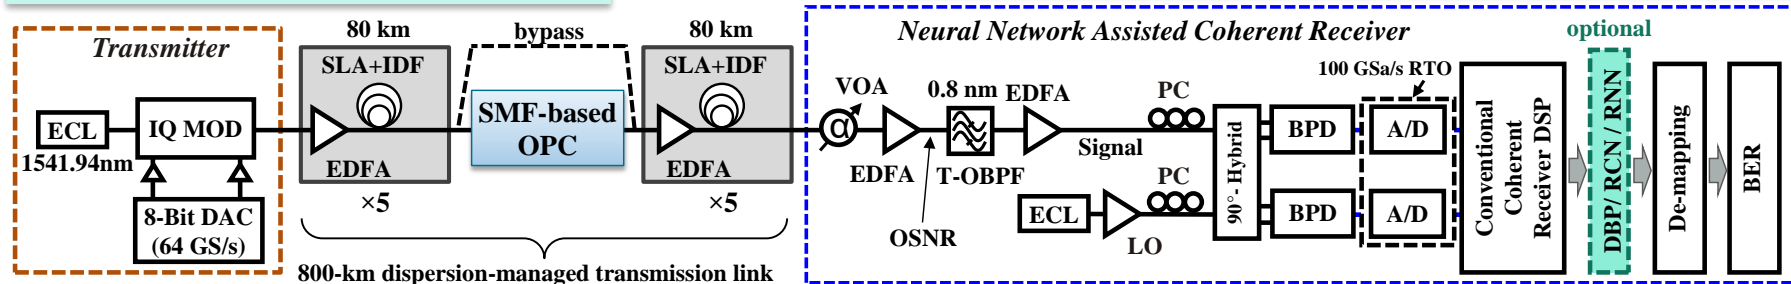 Transmitter
ECL
1541.94nm
IQ MOD
8-Bit DAC
(64 GS/s)
80 km
SLA+IDF
EDFA
×5
bypass
SMF-based
OPC
80 km
SLA+IDF
EDFA
×5
800-km dispersion-managed transmission link
Neural Network Assisted Coherent Receiver
VOA
α
EDFA
OSNR
0.8 nm
T-OBPF
EDFA
Signal
PC
ECL
LO
PC
90°- Hybrid
BPD
BPD
100 GSa/s RTO
A/D
A/D
Conventional
Coherent
Receiver DSP
optional
DBP/ RCN / RNN
De-mapping
BER